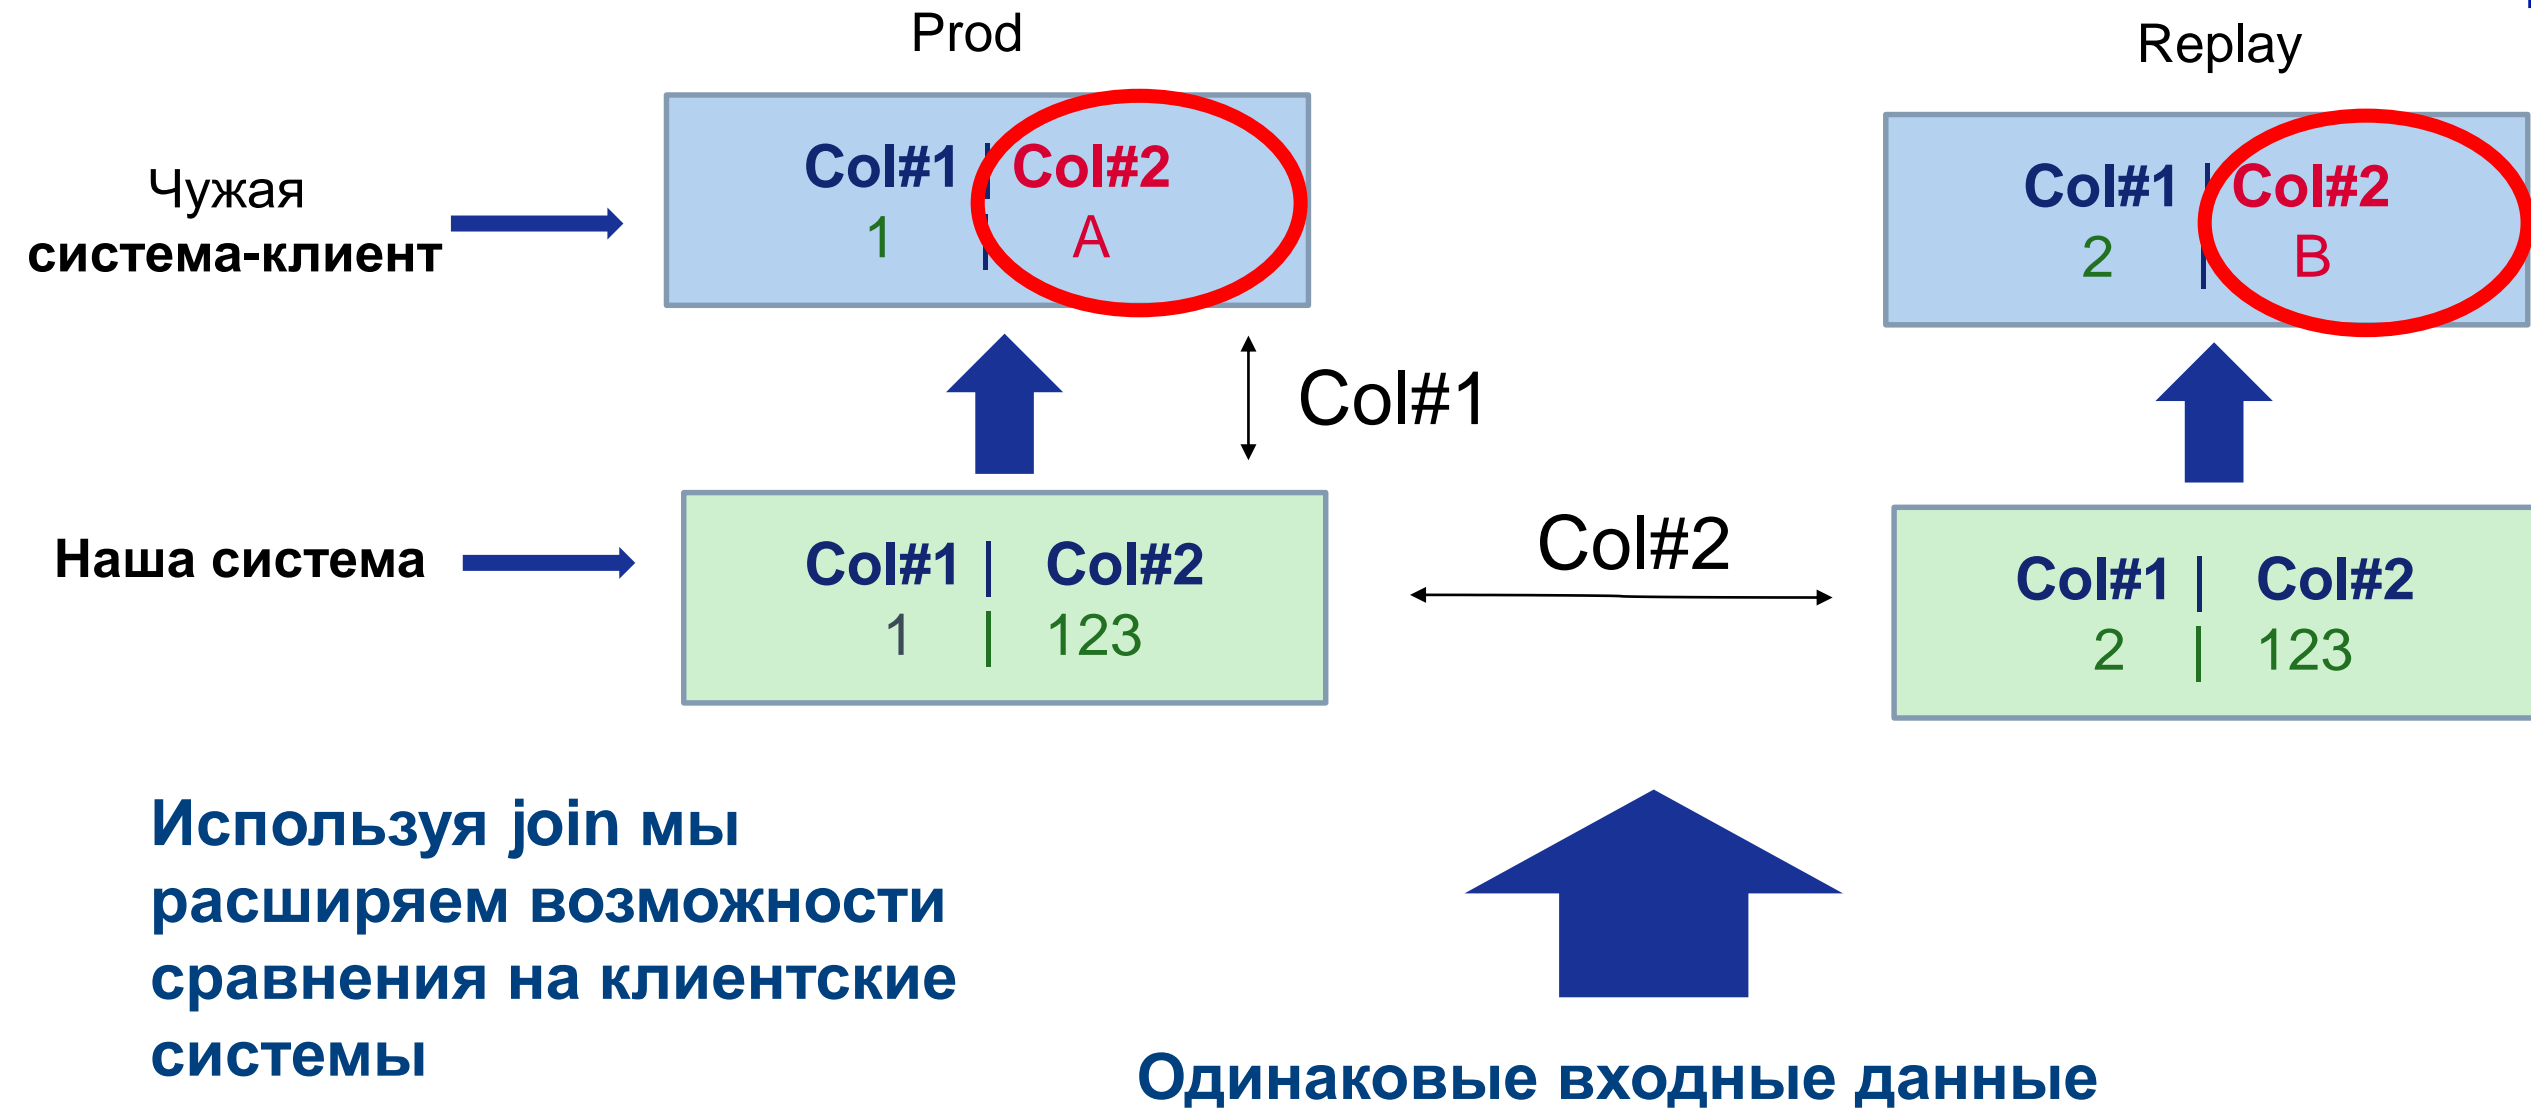 Prod
Replay
Чужая
система-клиент
Col#1 | Col#2
1 | A
Col#1 | Col#2
2 | B
Col#1
Наша система
Col#1 | Col#2
1 | 123
Col#2
Col#1 | Col#2
2 | 123
Используя join мы
расширяем возможности
сравнения на клиентские
системы
Одинаковые входные данные